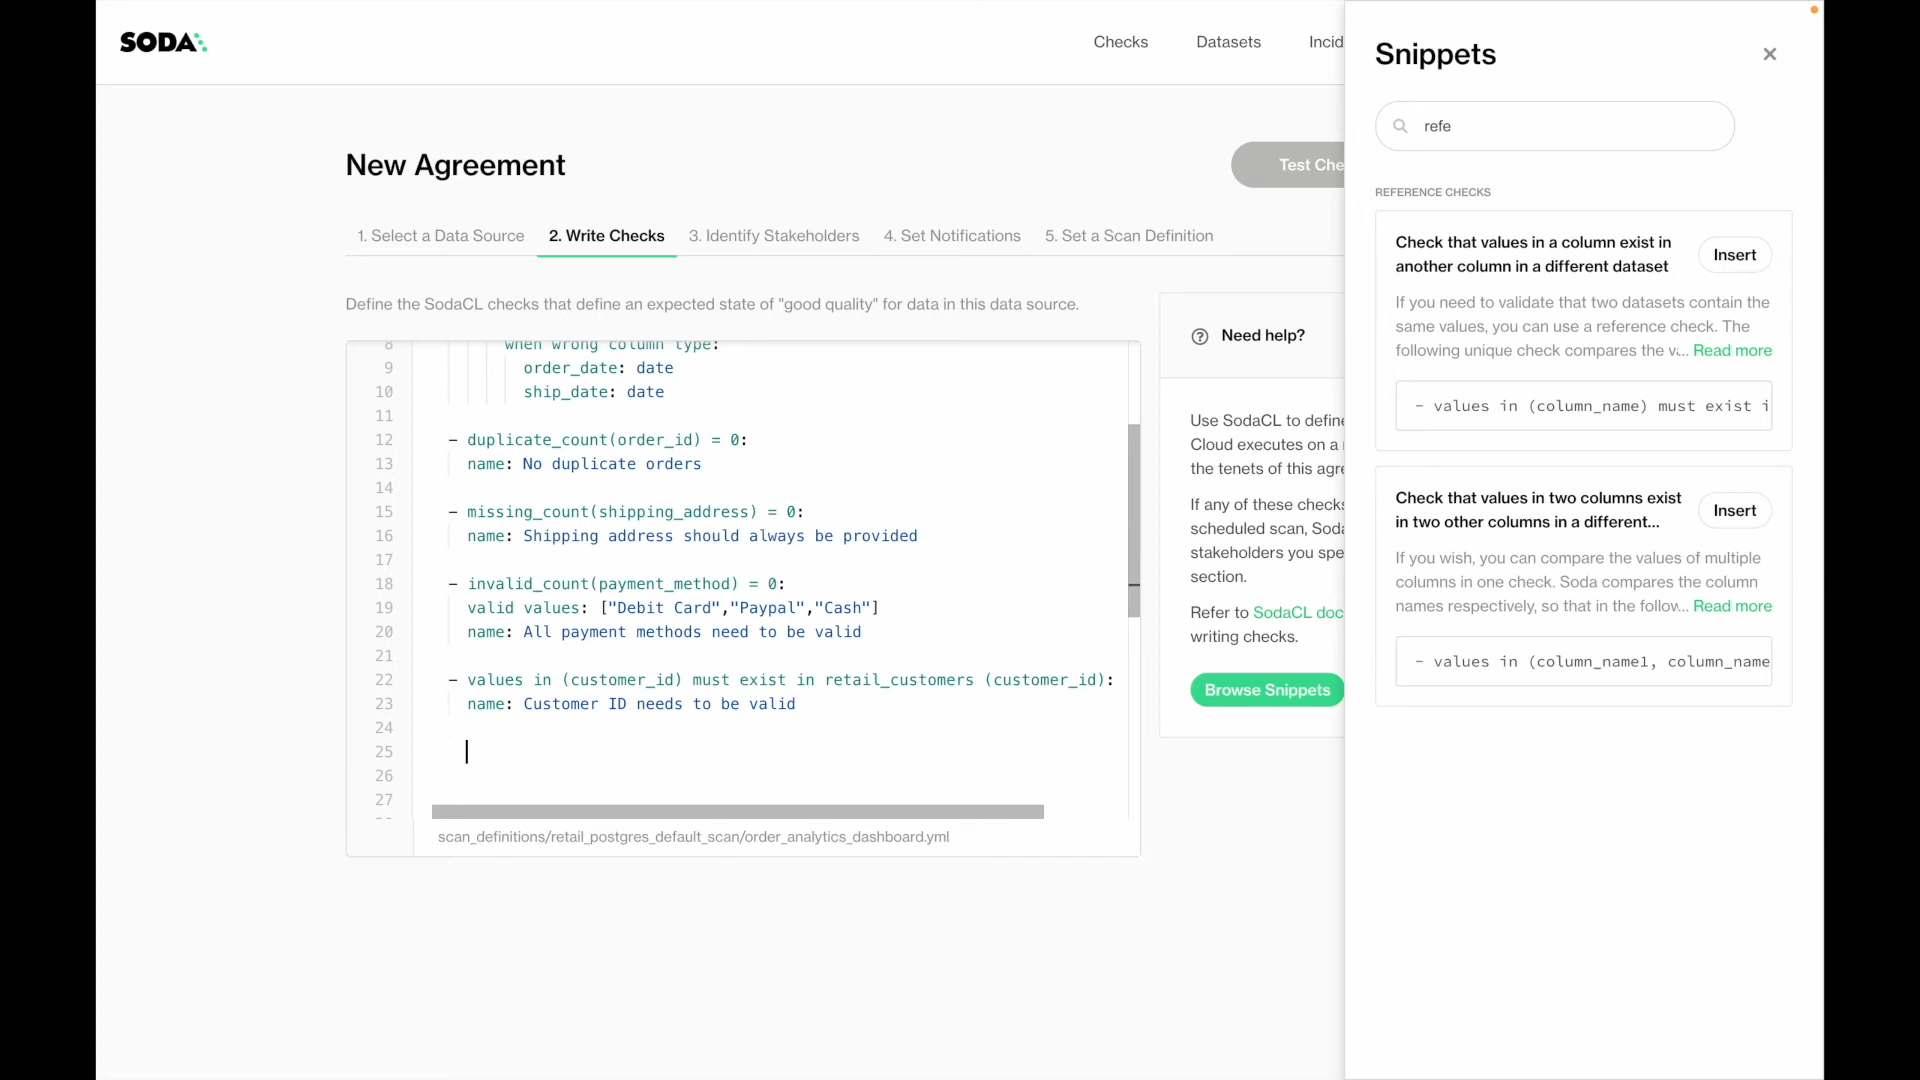 SODA
Checks
Datasets
Incid
New Agreement
Test Che
1. Select a Data Source
2. Write Checks
3. Identify Stakeholders
4. Set Notifications
5. Set a Scan Definition
Define the SodaCL checks that define an expected state of "good quality" for data in this data source.
8 when wrong column type:
9 order_date: date
10 ship_date: date
11
12 - duplicate_count(order_id) = 0:
13 name: No duplicate orders
14
15 - missing_count(shipping_address) = 0:
16 name: Shipping address should always be provided
17
18 - invalid_count(payment_method) = 0:
19 valid values: ["Debit Card","Paypal","Cash"]
20 name: All payment methods need to be valid
21
22 - values in (customer_id) must exist in retail_customers (customer_id):
23 name: Customer ID needs to be valid
24
25
26
27
scan_definitions/retail_postgres_default_scan/order_analytics_dashboard.yml
Need help?
Use SodaCL to define
Cloud executes on a
the tenets of this agre
If any of these checks
scheduled scan, Soda
stakeholders you spe
section.
Refer to SodaCL doc
writing checks.
Browse Snippets
Snippets
refe
REFERENCE CHECKS
Check that values in a column exist in
another column in a different dataset
Insert
If you need to validate that two datasets contain the
same values, you can use a reference check. The
following unique check compares the v... Read more
- values in (column_name) must exist i
Check that values in two columns exist
in two other columns in a different...
Insert
If you wish, you can compare the values of multiple
columns in one check. Soda compares the column
names respectively, so that in the follow... Read more
- values in (column_name1, column_name